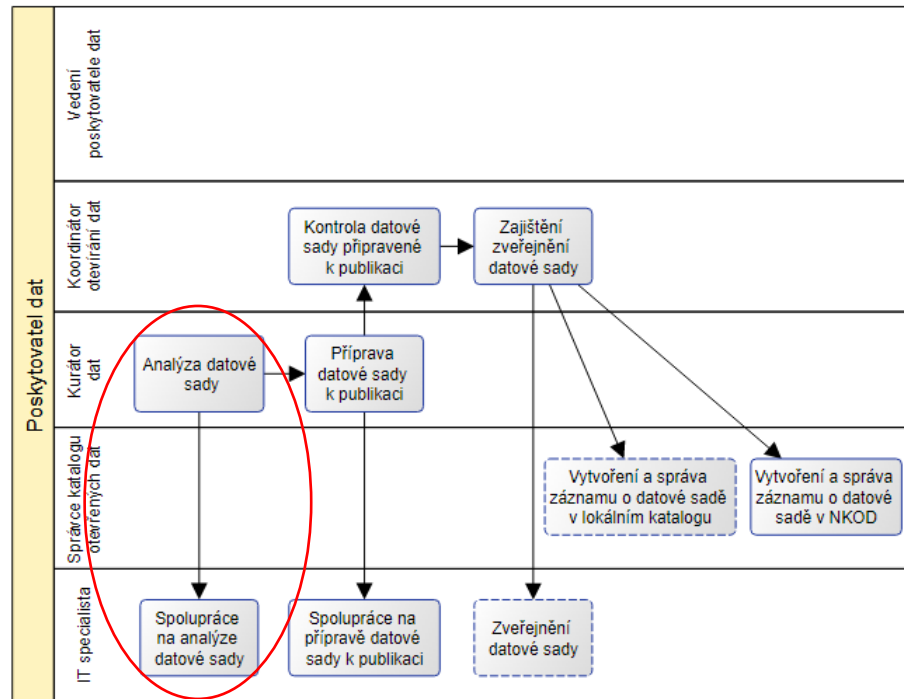 Poskytovatel dat
Vedení
poskytovatele dat
Koordinátor
otevírání dat
Kontrola datové
sady připravené
k publikaci
Zajištění
zveřejnění
datové sady
Kurátor
dat
Analýza datové
sady
Příprava
datové sady
k publikaci
Správce katalogu
otevřených dat
Vytvoření a správa
záznamu o datové sadě
v lokálním katalogu
Vytvoření a správa
záznamu o datové
sadě v NKOD
IT specialista
Spolupráce
na analýze
datové sady
Spolupráce na
přípravě datové
sady k publikaci
Zveřejnění
datové sady